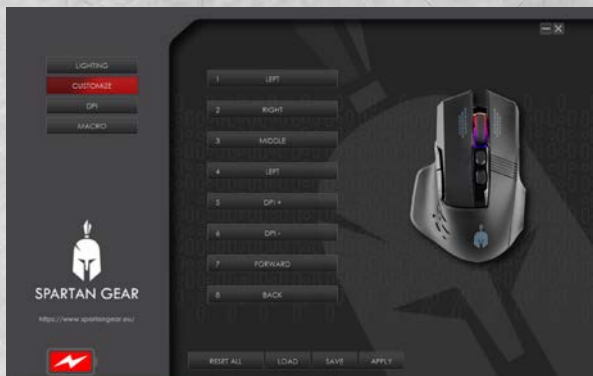 LIGHTING
CUSTOMIZE
DPI
MACRO
1 LEFT
2 RIGHT
3 MIDDLE
4 LEFT
5 DPI +
6 DPI -
7 FORWARD
8 BACK
SPARTAN GEAR
https://www.spartangear.eu/
RESET ALL LOAD SAVE APPLY